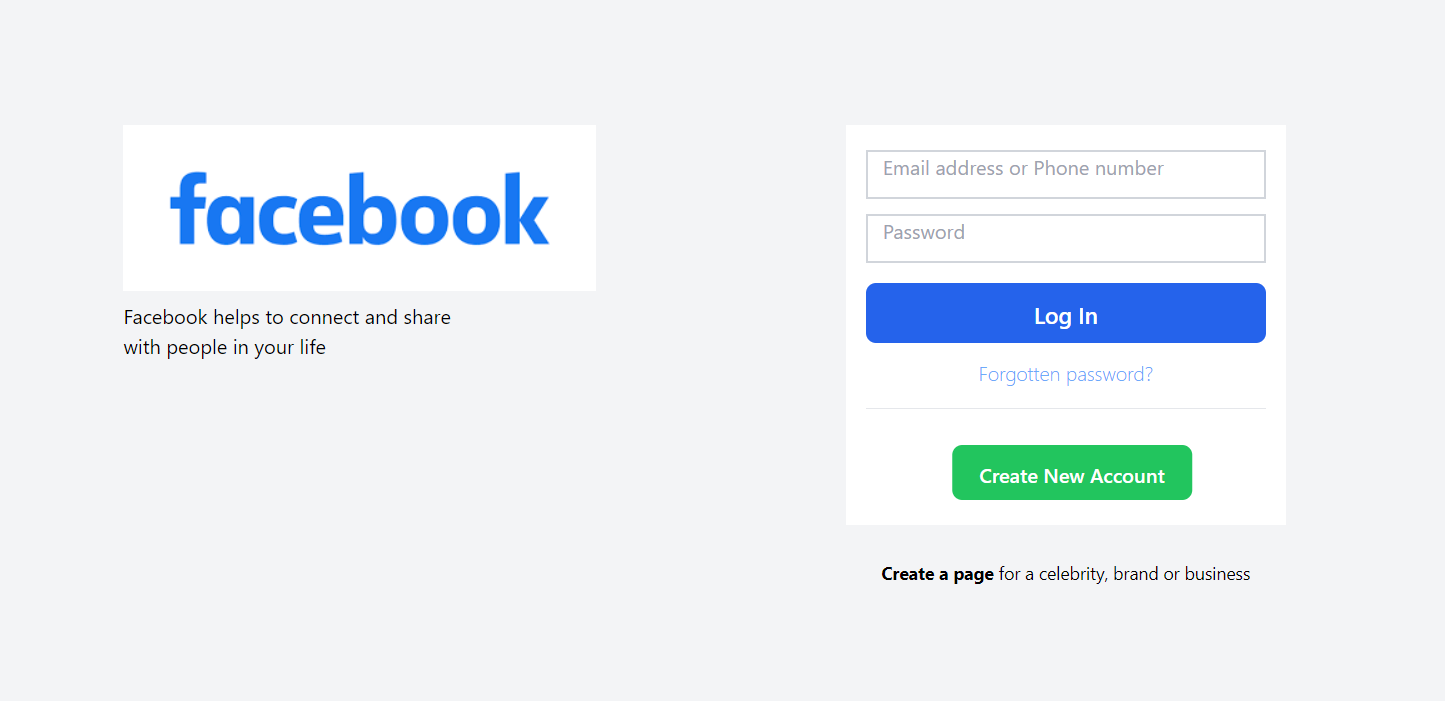 facebook
Facebook helps to connect and share
with people in your life
Email address or Phone number
Password
Log In
Forgotten password?
Create New Account
Create a page for a celebrity, brand or business